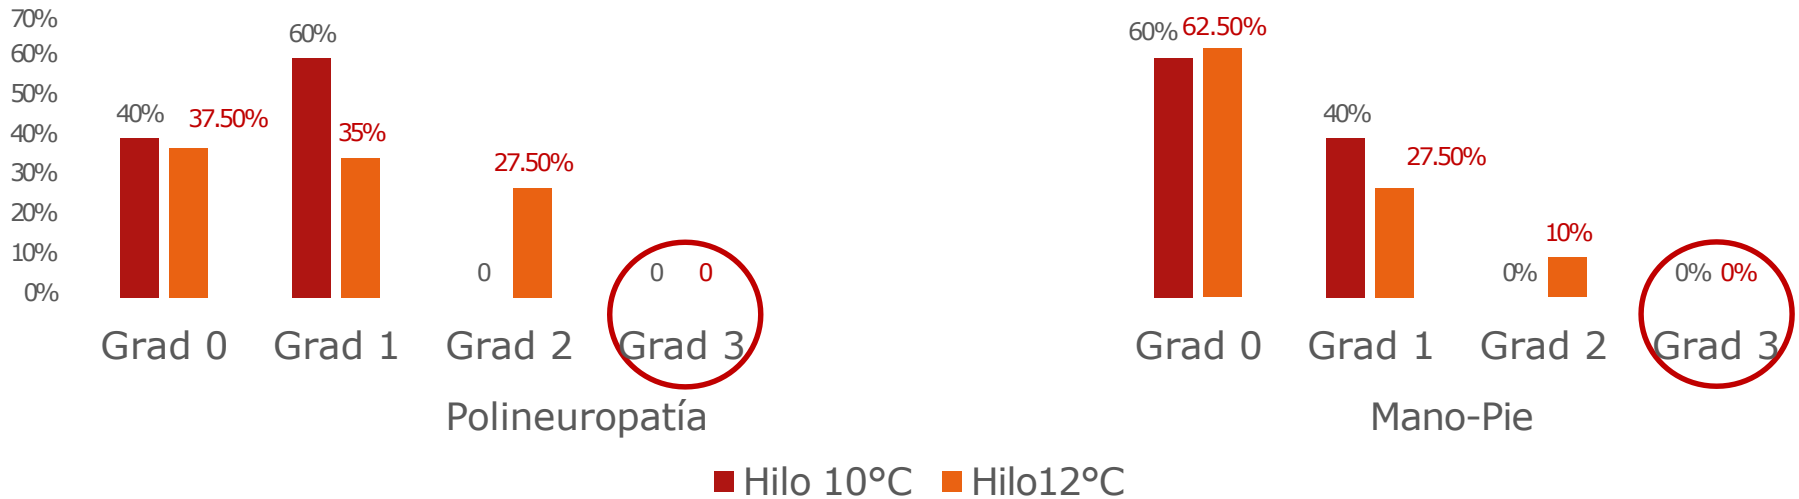 70%
60%
50%
40%
30%
20%
10%
0%
40%
37.50%
60%
35%
0
27.50%
0
0
Grad 0
Grad 1
Grad 2
Grad 3
Polineuropatía
60%
62.50%
40%
27.50%
0%
10%
0%
0%
Grad 0
Grad 1
Grad 2
Grad 3
Mano-Pie
Hilo 10°C
Hilo12°C